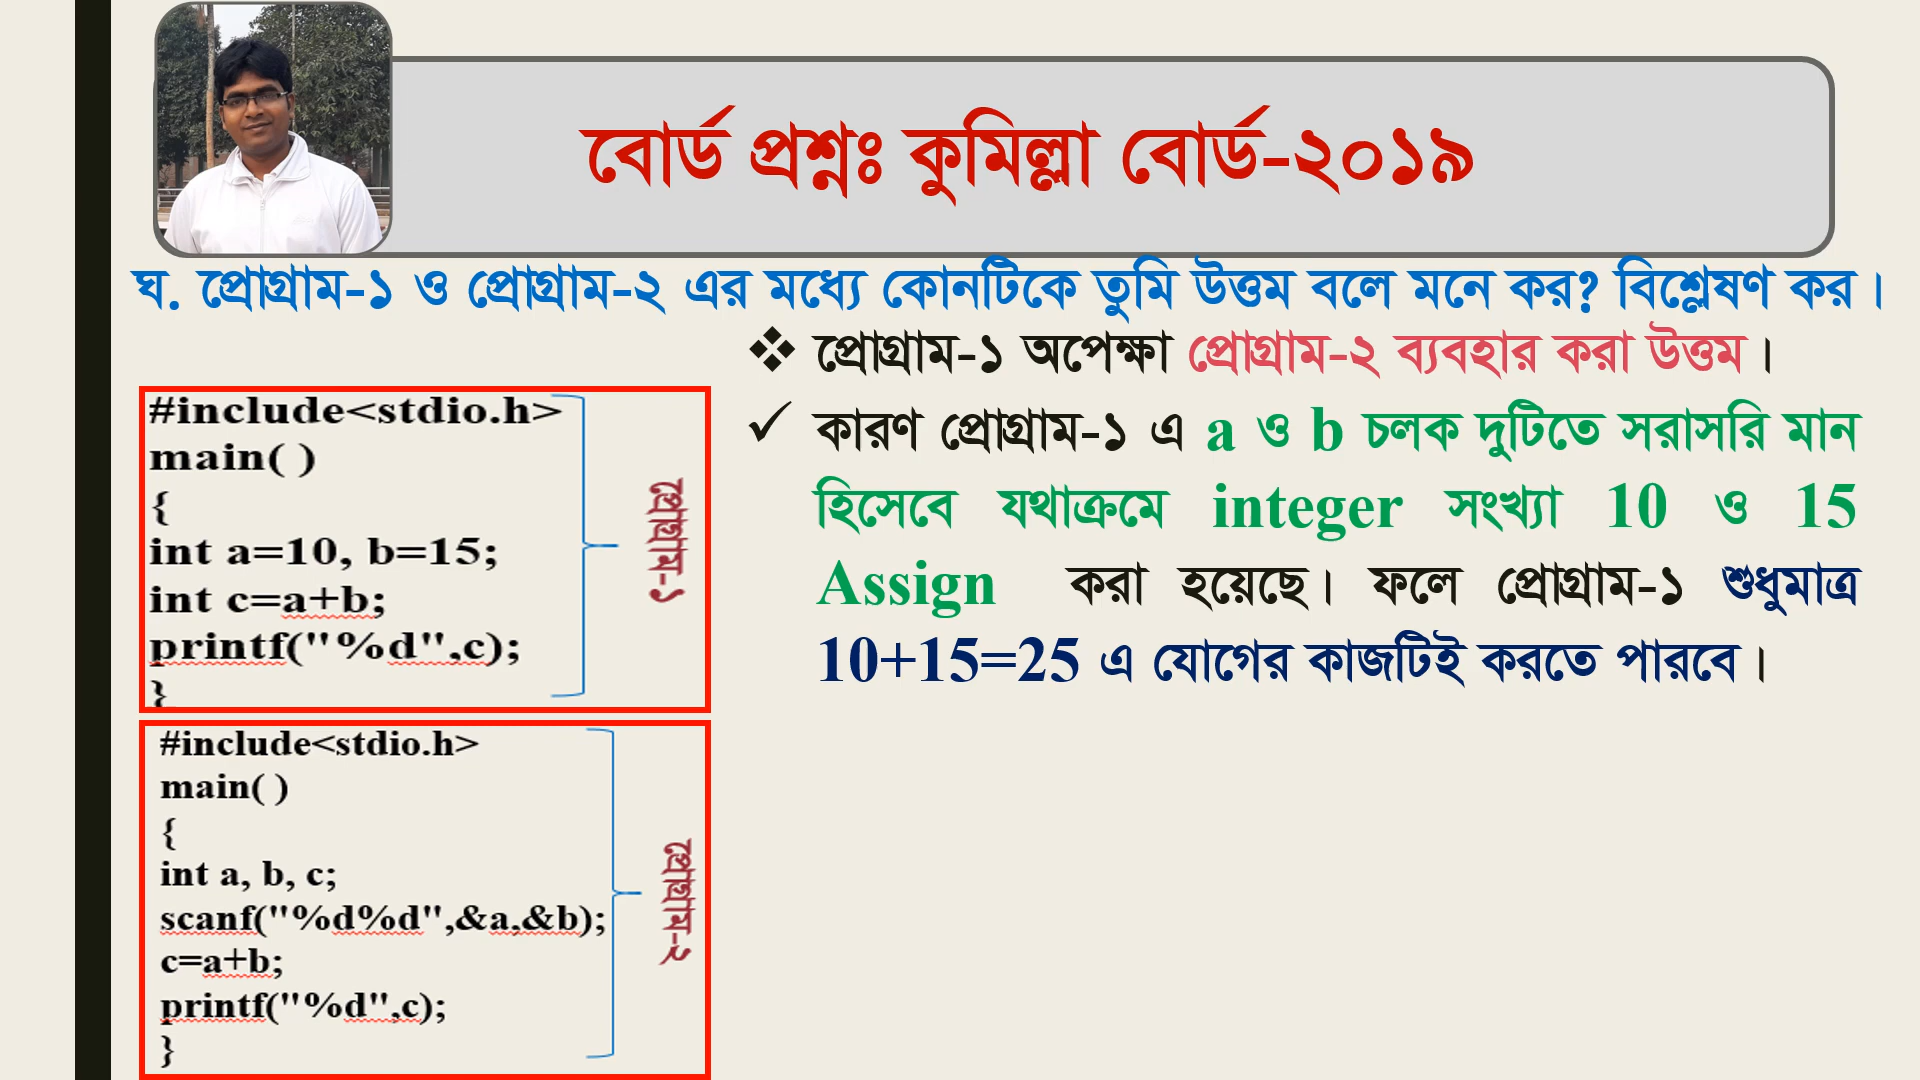 বোর্ড প্রশ্নঃ কুমিল্লা বোর্ড-২০১৯
ঘ. প্রোগ্রাম-১ ও প্রোগ্রাম-২ এর মধ্যে কোনটিকে তুমি উত্তম বলে মনে কর? বিশ্লেষণ কর।
❖ প্রোগ্রাম-১ অপেক্ষা প্রোগ্রাম-২ ব্যবহার করা উত্তম।
✓ কারণ প্রোগ্রাম-১ এ a ও b চলক দুটিতে সরাসরি মান
হিসেবে যথাক্রমে integer সংখ্যা 10 ও 15
Assign করা হয়েছে। ফলে প্রোগ্রাম-১ শুধুমাত্র
10+15=25 এ যোগের কাজটিই করতে পারবে।
#include<stdio.h>
main( )
{
int a=10, b=15;
int c=a+b;
printf("%d",c);
}
প্রোগ্রাম-১
#include<stdio.h>
main( )
{
int a, b, c;
scanf("%d%d",&a,&b);
c=a+b;
printf("%d",c);
}
প্রোগ্রাম-২